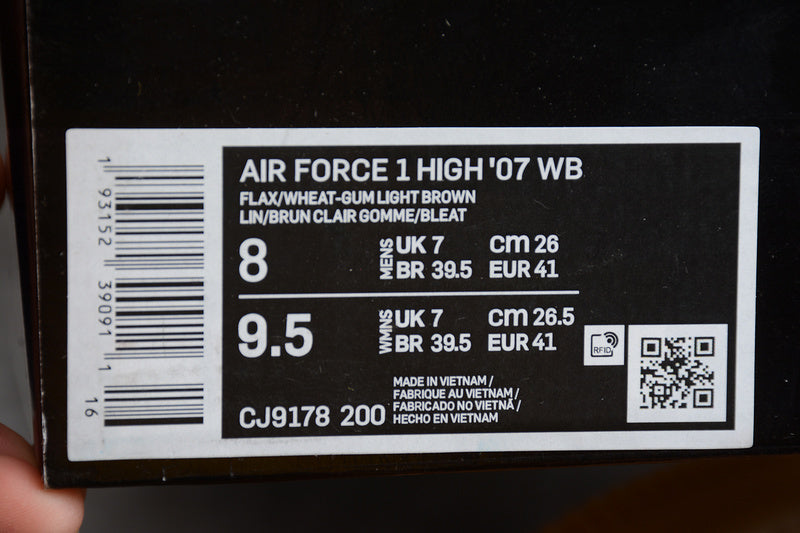 AIR FORCE 1 HIGH '07 WB
FLAX/WHEAT-GUM LIGHT BROWN
LIN/BRUN CLAIR GOMME/BLEAT
8 MENS UK 7 cm 26
BR 39.5 EUR 41
9.5 WMNS UK 7 cm 26.5
BR 39.5 EUR 41
RFID
CJ9178 200
MADE IN VIETNAM /
FABRIQUE AU VIETNAM /
FABRICADO NO VIETNÃ /
HECHO EN VIETNAM
1 93152 39091 1
16